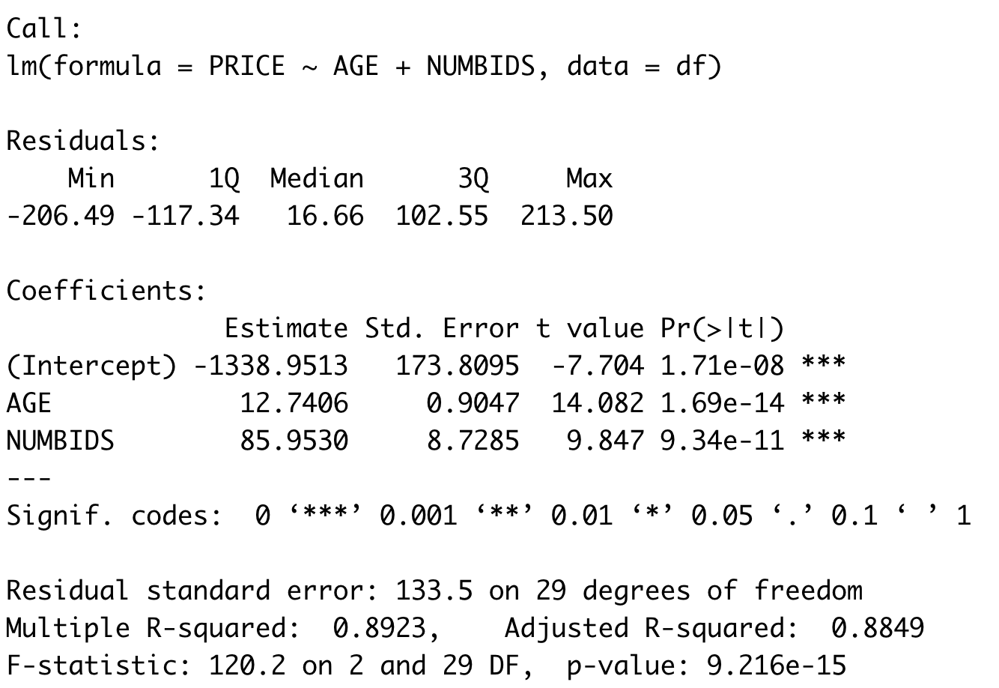 Call:
lm(formula = PRICE ~ AGE + NUMBIDS, data = df)

Residuals:
    Min      1Q  Median      3Q     Max
-206.49 -117.34   16.66  102.55  213.50

Coefficients:
              Estimate Std. Error t value Pr(>|t|)
(Intercept) -1338.9513   173.8095  -7.704 1.71e-08 ***
AGE            12.7406     0.9047  14.082 1.69e-14 ***
NUMBIDS        85.9530     8.7285   9.847 9.34e-11 ***
---
Signif. codes:  0 ‘***’ 0.001 ‘**’ 0.01 ‘*’ 0.05 ‘.’ 0.1 ‘ ’ 1

Residual standard error: 133.5 on 29 degrees of freedom
Multiple R-squared:  0.8923,    Adjusted R-squared:  0.8849
F-statistic: 120.2 on 2 and 29 DF,  p-value: 9.216e-15